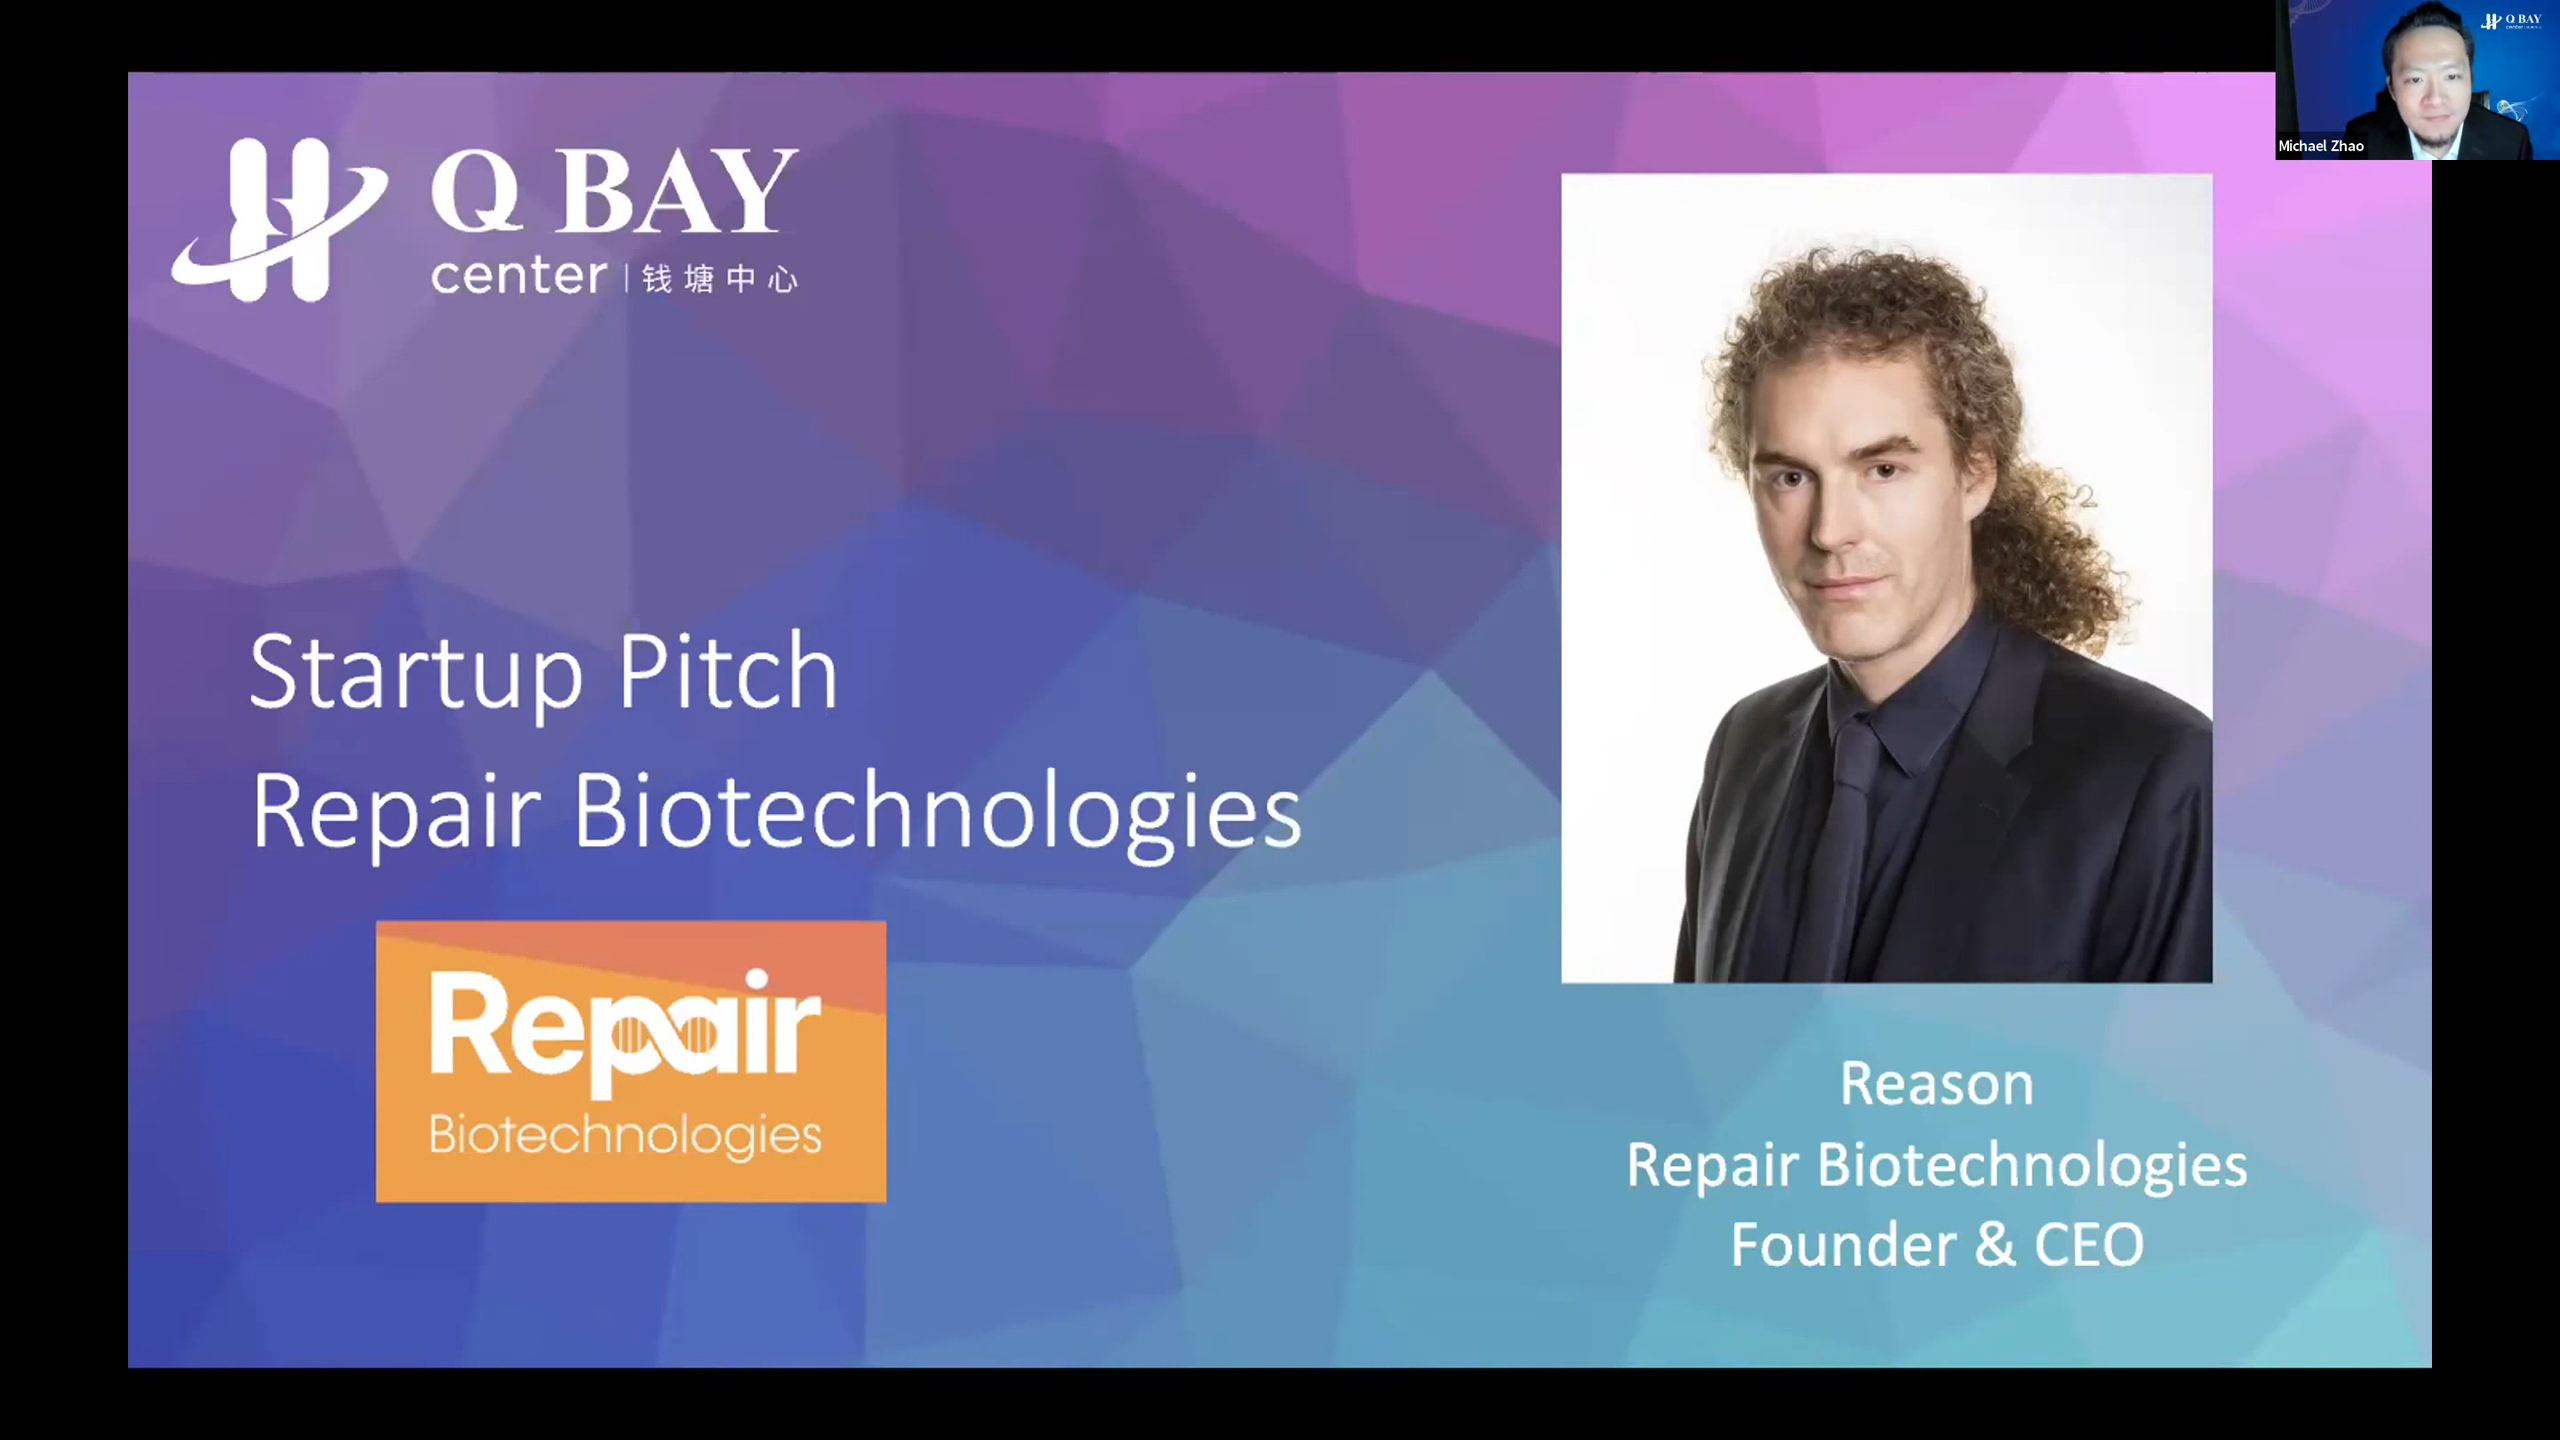 Q BAY
center | 钱塘中心
Startup Pitch
Repair Biotechnologies
Repair
Biotechnologies
Reason
Repair Biotechnologies
Founder & CEO
Q BAY
Michael Zhao